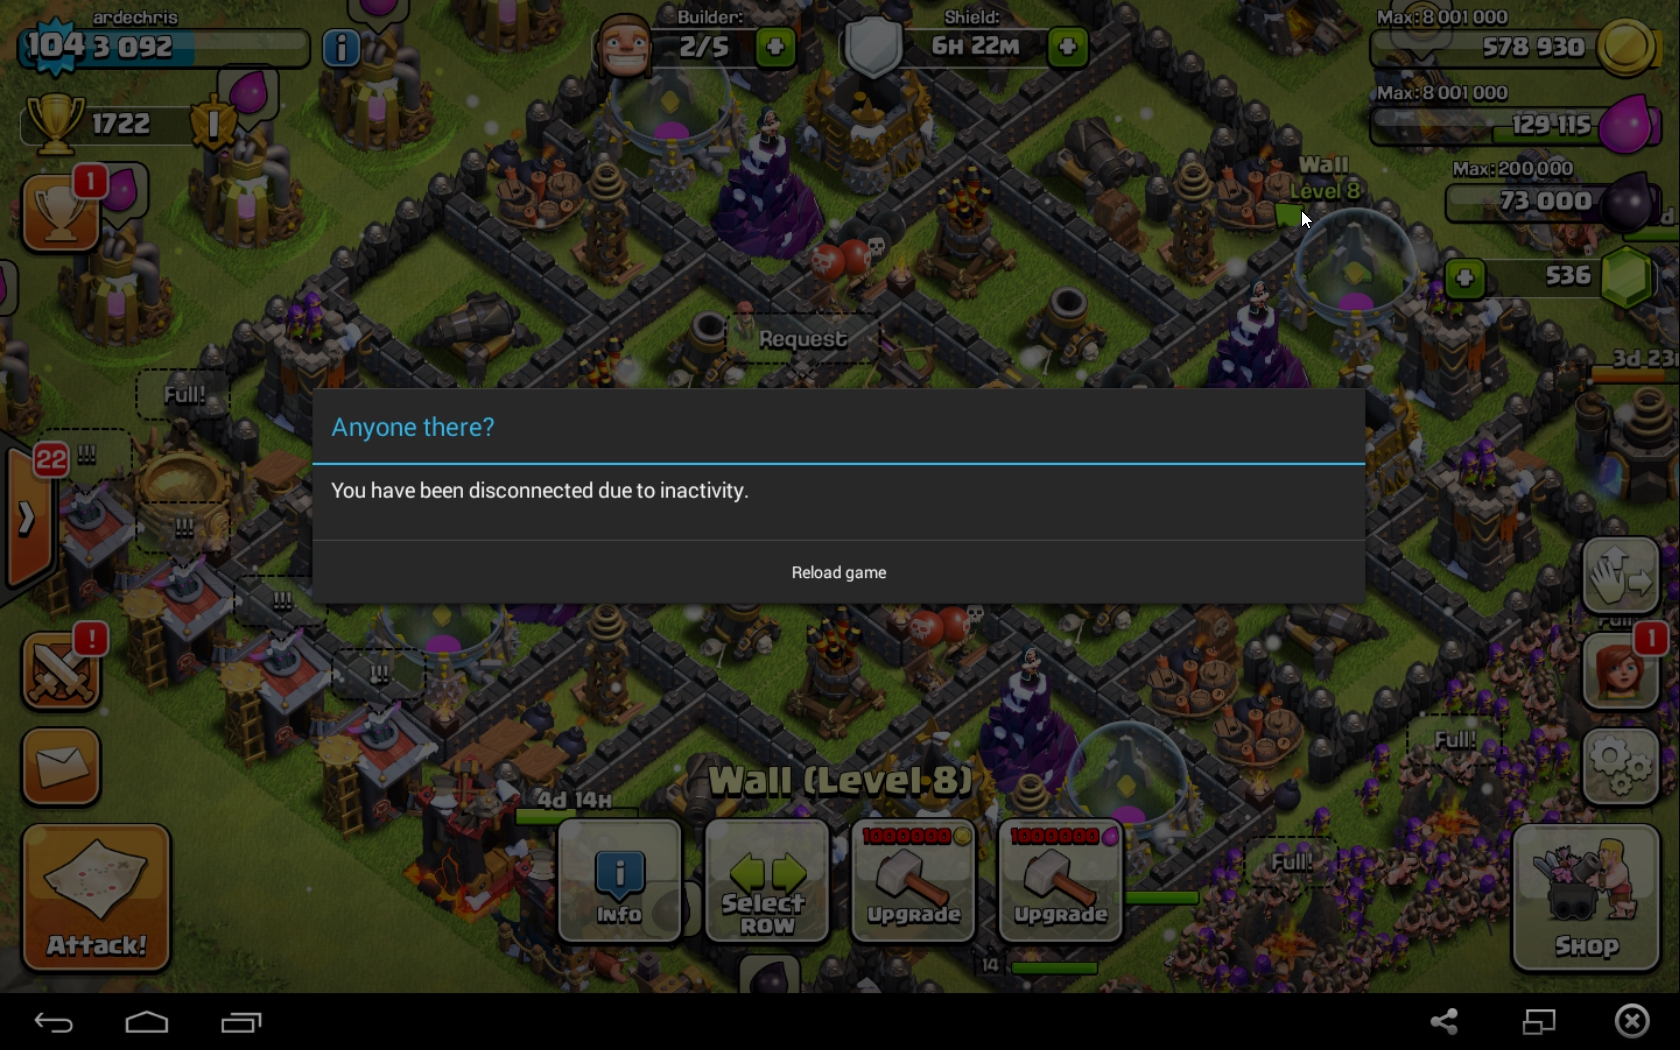 ardechris
104 3 092
Builder:
2/5
Shield:
6H 22M
Max: 8 001 000
578 930
Max: 8 001 000
129 115
1722
Max: 200 000
73 000
536
1
Wall
Level 8
Request
3d 23
Full!
Anyone there?
You have been disconnected due to inactivity.
Reload game
22
!!!
!!!
!!!
!!!
!
1
Full!
Wall (Level 8)
4d 14H
1000000
1000000
Info
Select
ROW
Upgrade
Upgrade
Full!
14
Attack!
Shop